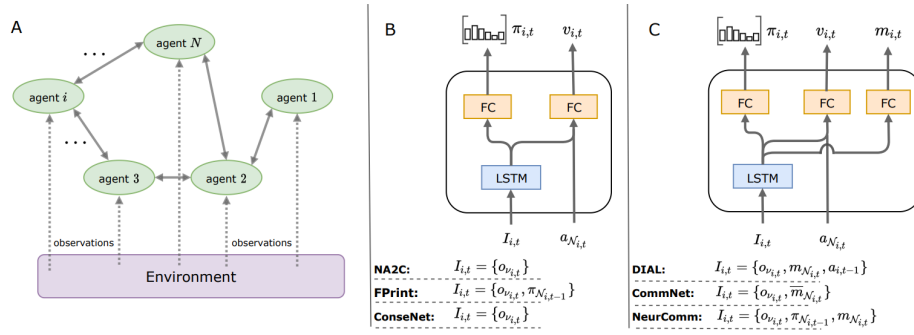 A
agent N
...
agent i
agent 1
...
agent 3
agent 2
observations
observations
Environment
B
π_{i,t}
v_{i,t}
FC
FC
LSTM
I_{i,t}
a_{𝒩_{i,t}}
NA2C: I_{i,t} = {o_{ν_{i,t}}}
FPrint: I_{i,t} = {o_{ν_{i,t}}, π_{𝒩_{i,t−1}}}
ConseNet: I_{i,t} = {o_{ν_{i,t}}}
C
π_{i,t}
v_{i,t}
m_{i,t}
FC
FC
FC
LSTM
I_{i,t}
a_{𝒩_{i,t}}
DIAL: I_{i,t} = {o_{ν_{i,t}}, m_{𝒩_{i,t}}, a_{i,t−1}}
CommNet: I_{i,t} = {o_{ν_{i,t}}, m̅_{𝒩_{i,t}}}
NeurComm: I_{i,t} = {o_{ν_{i,t}}, π_{𝒩_{i,t−1}}, m_{𝒩_{i,t}}}